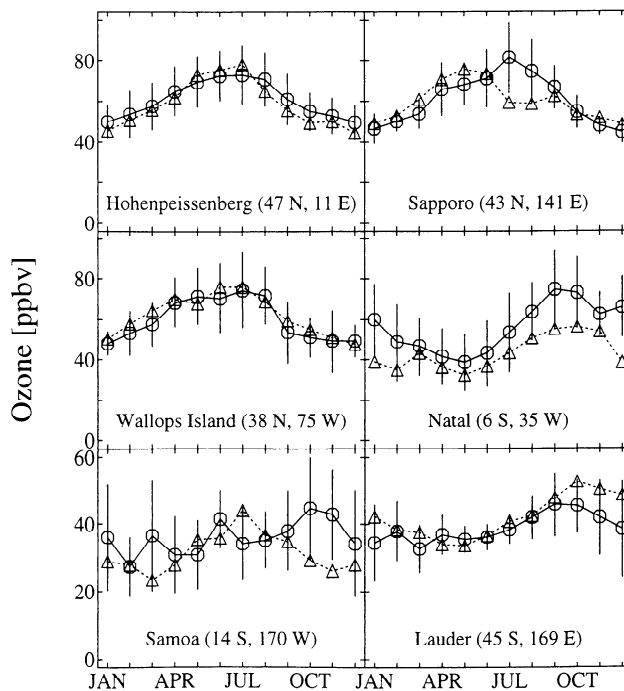 Ozone [ppbv]
80
40
0
Hohenpeissenberg (47 N, 11 E)
Sapporo (43 N, 141 E)
80
40
0
Wallops Island (38 N, 75 W)
Natal (6 S, 35 W)
60
40
20
0
Samoa (14 S, 170 W)
Lauder (45 S, 169 E)
JAN APR JUL OCT JAN APR JUL OCT